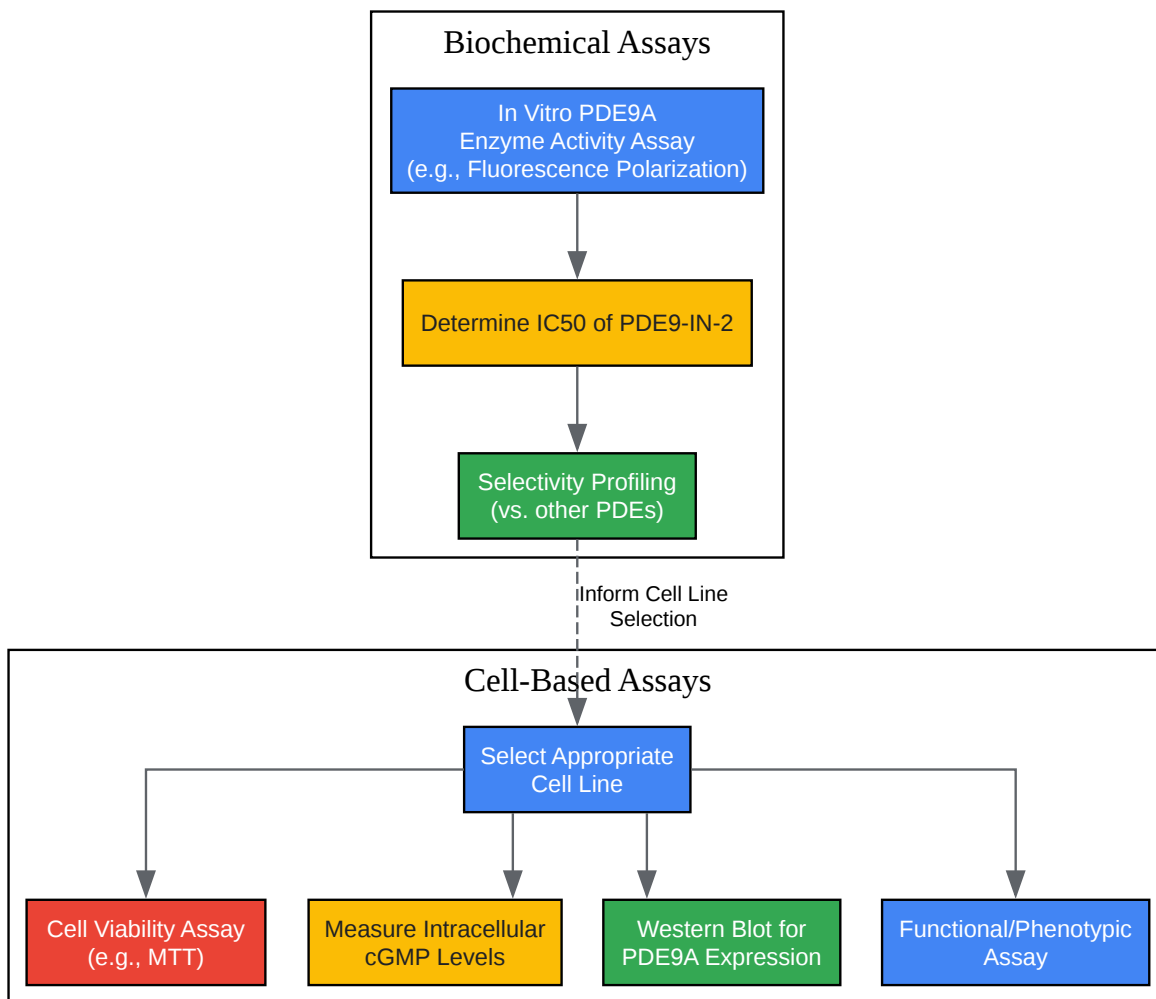 Biochemical Assays
In Vitro PDE9A
Enzyme Activity Assay
(e.g., Fluorescence Polarization)
Determine IC50 of PDE9-IN-2
Selectivity Profiling
(vs. other PDEs)
Inform Cell Line
Selection
Cell-Based Assays
Select Appropriate
Cell Line
Cell Viability Assay
(e.g., MTT)
Measure Intracellular
cGMP Levels
Western Blot for
PDE9A Expression
Functional/Phenotypic
Assay